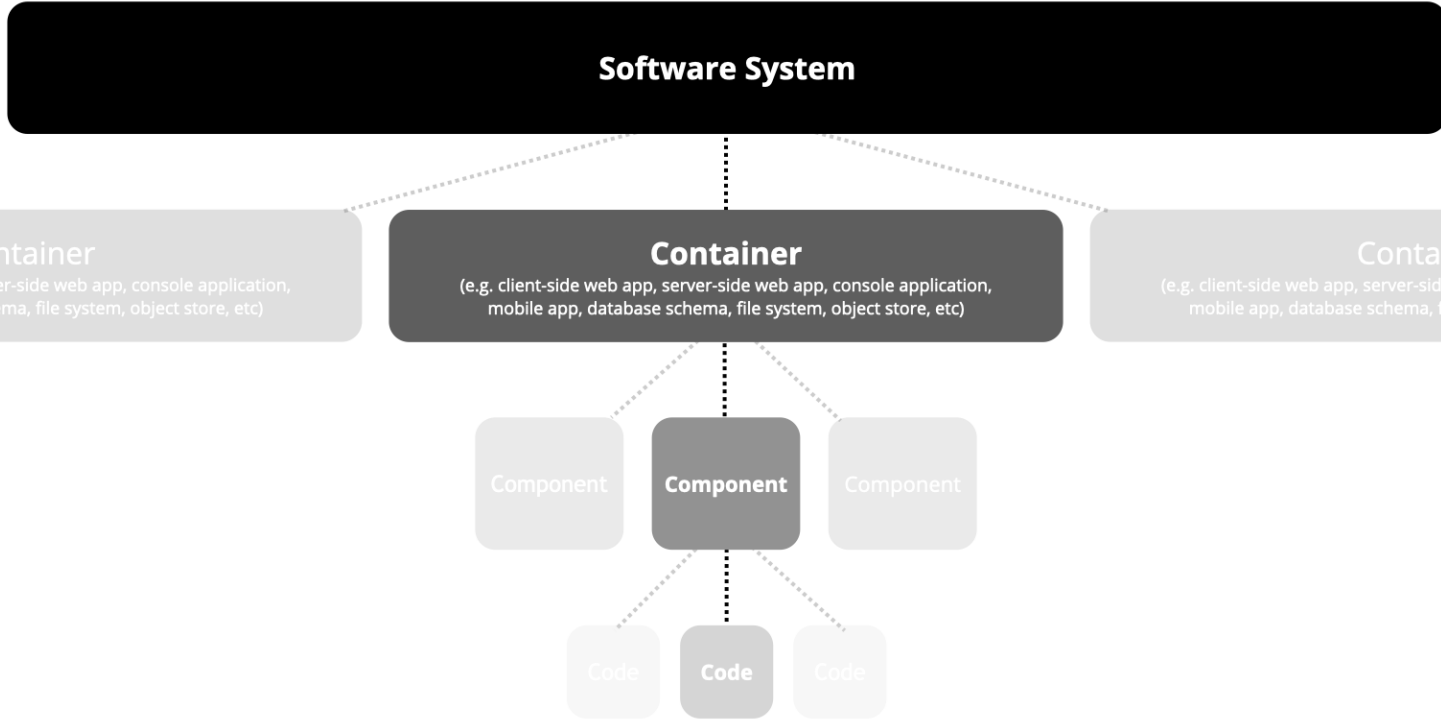 Software System
ntainer
Container
Conta
er-side web app, console application,
(e.g. client-side web app, server-side web app, console application,
(e.g. client-side web app, server-sid
ma, file system, object store, etc)
mobile app, database schema, file system, object store, etc)
mobile app, database schema, f
Component
Component
Component
Code
Code
Code